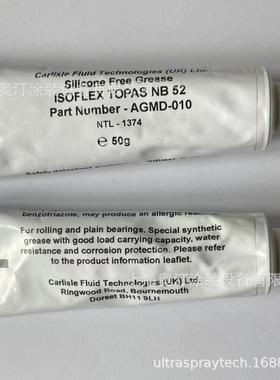 Carlisle Fluid Technologies (UK) Ltd.
Silicone Free Grease
ISOFLEX TOPAS NB 52
Part Number - AGMD-010
NTL - 1374
℮ 50g
benzotriazole, may produce an allergic reaction.
For rolling and plain bearings. Special synthetic
grease with good load carrying capacity, water
resistance and corrosion protection. Please refer
to the product information leaflet.
Carlisle Fluid Technologies (UK) Ltd.
Ringwood Road, Bournemouth
Dorset BH11 9LH
ultraspraytech.1688